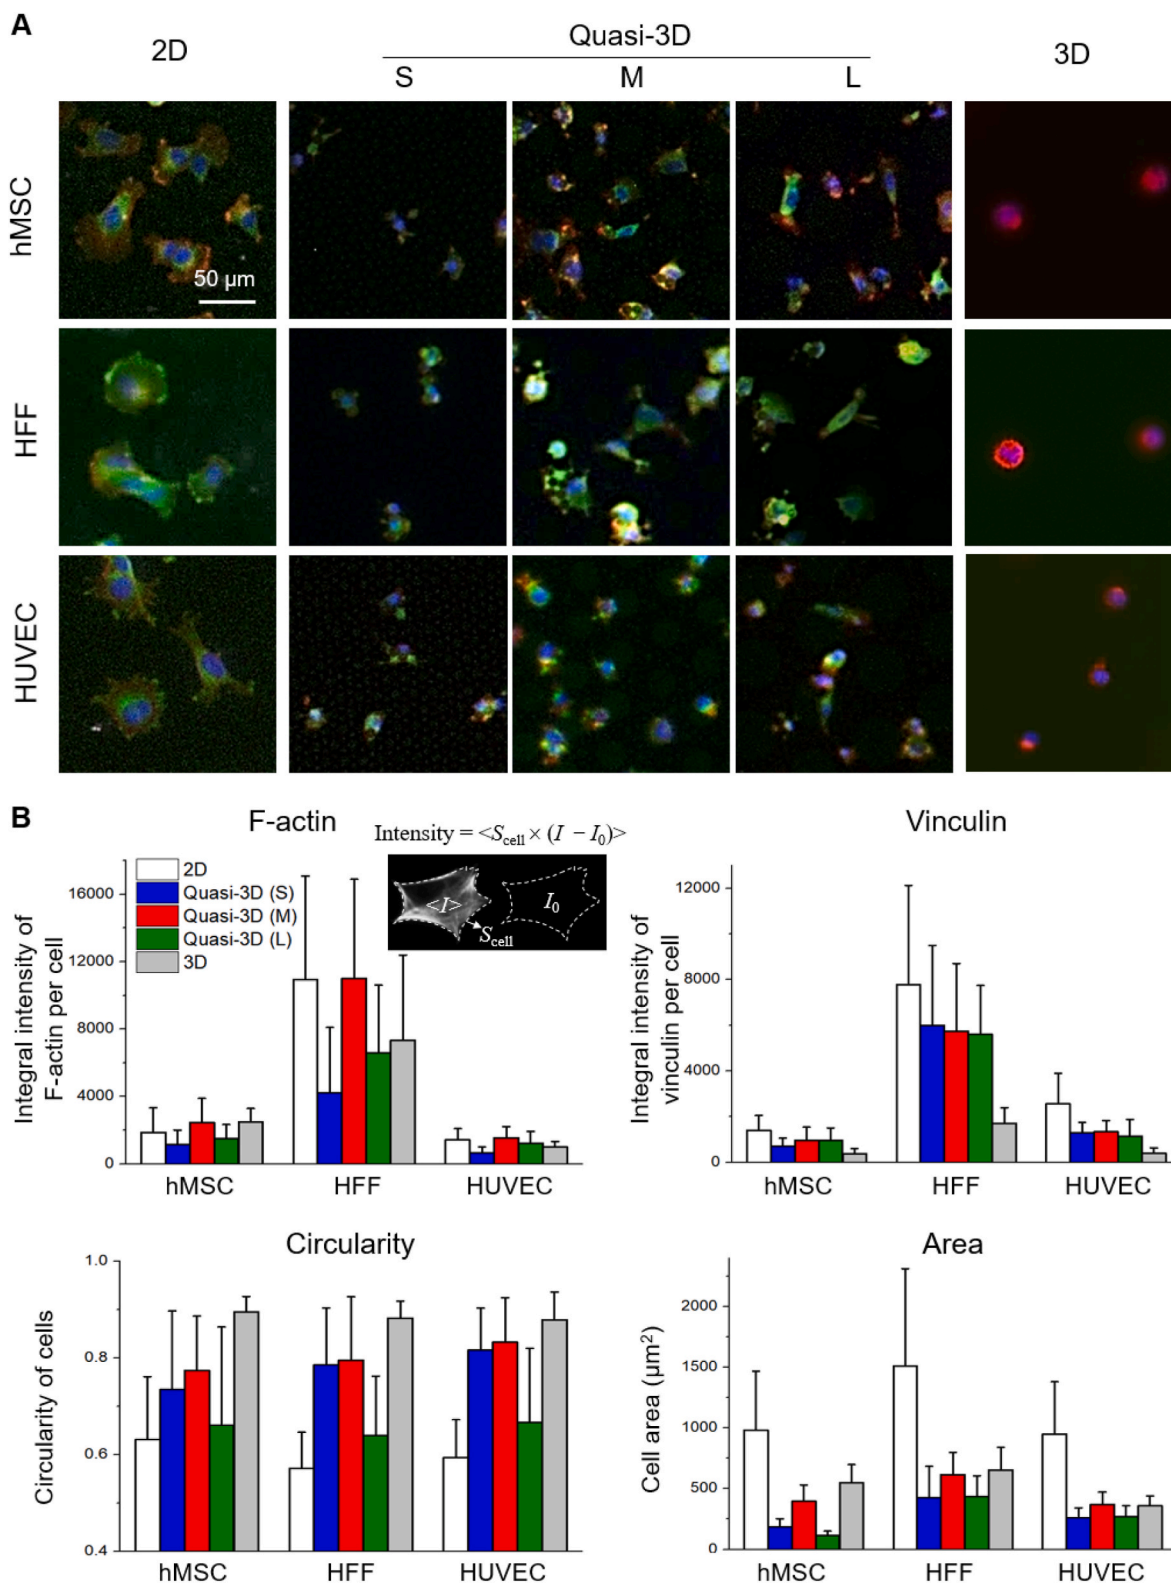 A
2D
Quasi-3D
S
M
L
3D
hMSC
50 μm
HFF
HUVEC
B
F-actin
Intensity = <S_cell × (I − I_0)>
2D
Quasi-3D (S)
Quasi-3D (M)
Quasi-3D (L)
3D
<I>
I_0
S_cell
Integral intensity of
F-actin per cell
16000
12000
8000
4000
0
hMSC
HFF
HUVEC
Vinculin
Integral intensity of
vinculin per cell
12000
8000
4000
0
hMSC
HFF
HUVEC
Circularity
Circularity of cells
1.0
0.8
0.6
0.4
hMSC
HFF
HUVEC
Area
Cell area (μm²)
2000
1500
1000
500
0
hMSC
HFF
HUVEC